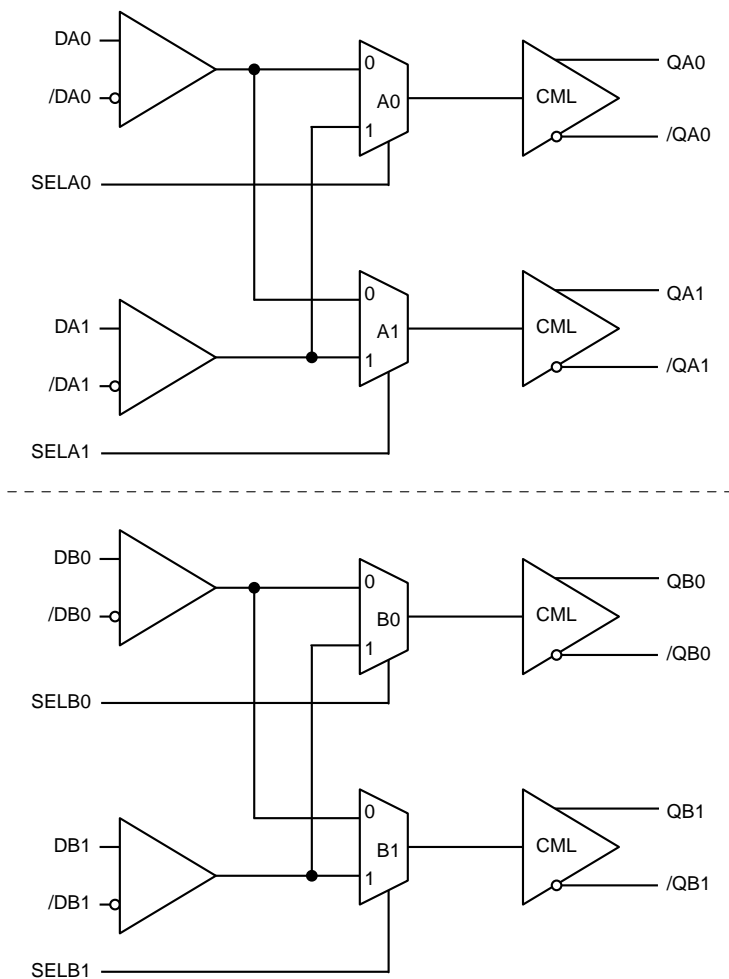 DA0
/DA0
0
A0
1
CML
QA0
/QA0
SELA0
DA1
/DA1
0
A1
1
CML
QA1
/QA1
SELA1
DB0
/DB0
0
B0
1
CML
QB0
/QB0
SELB0
DB1
/DB1
0
B1
1
CML
QB1
/QB1
SELB1